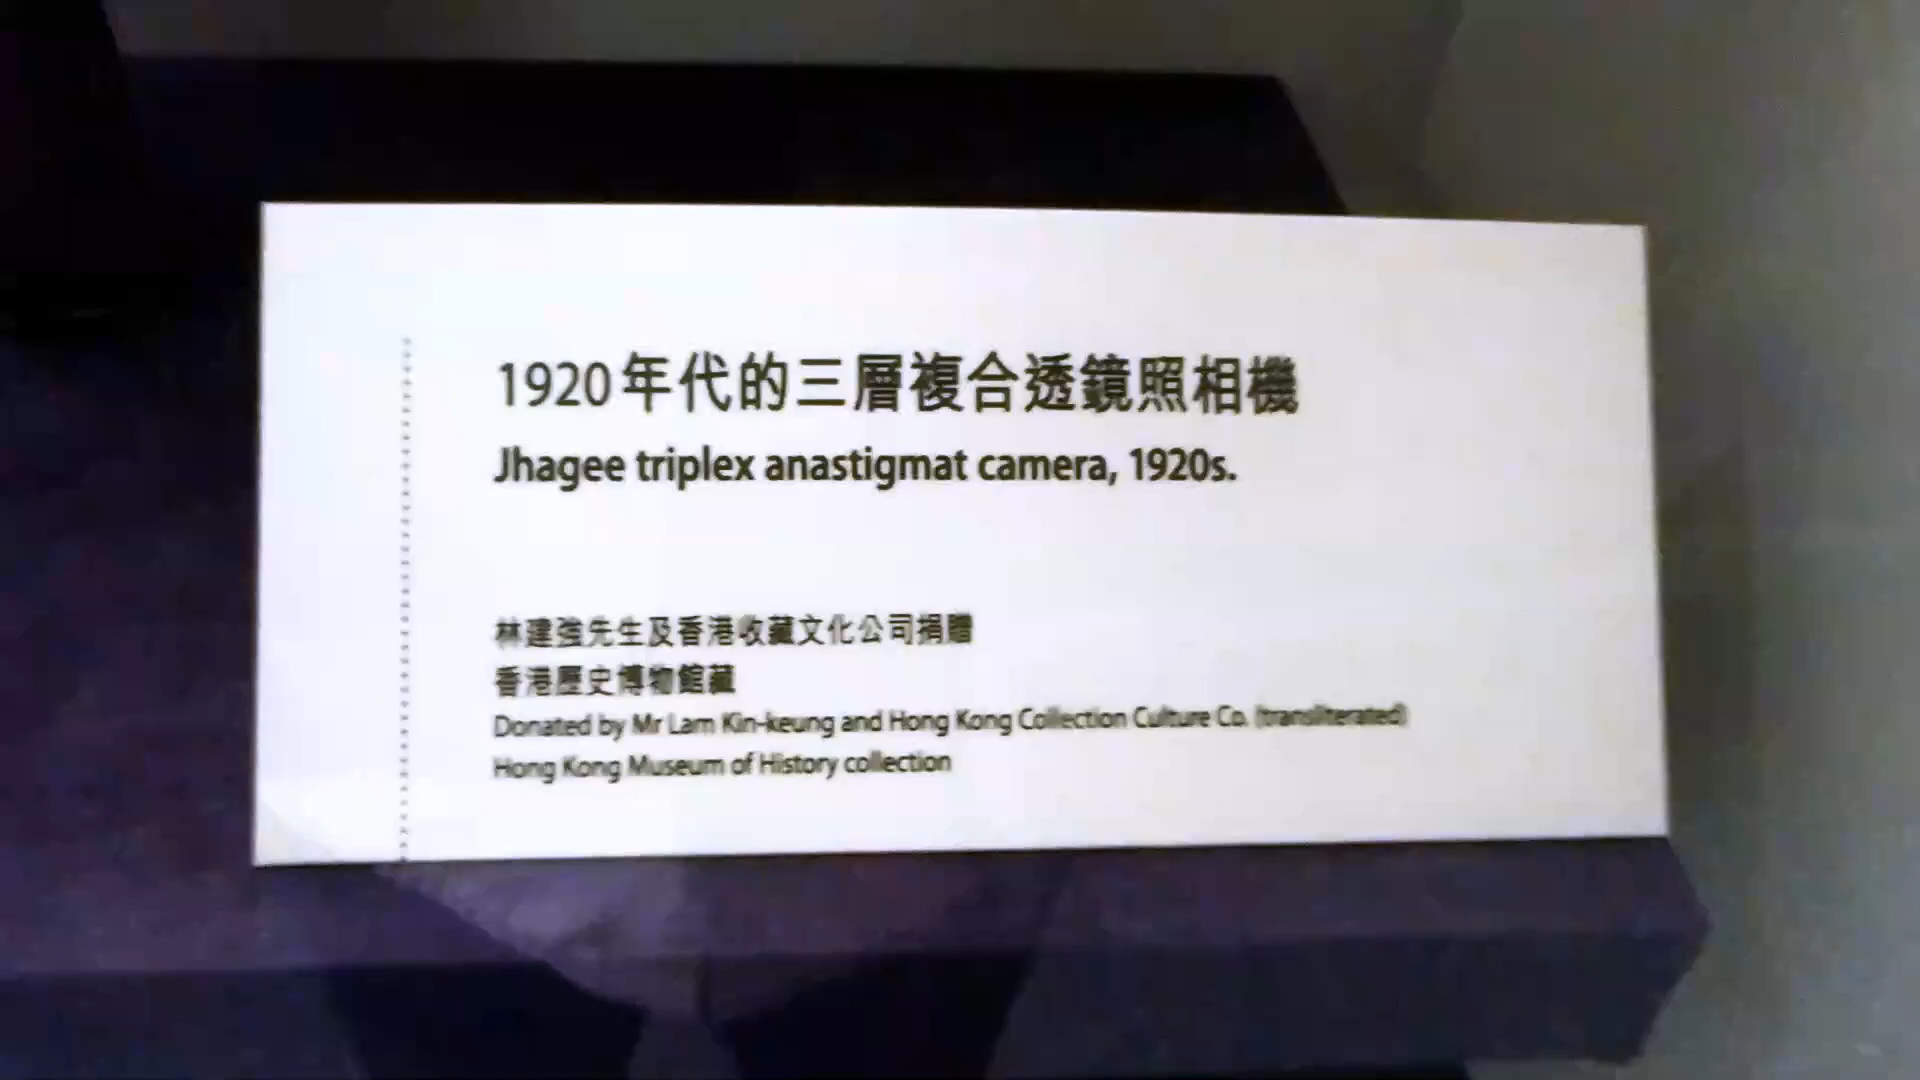 1920年代的三層複合透鏡照相機
Jhagee triplex anastigmat camera, 1920s.
林建強先生及香港收藏文化公司捐贈
香港歷史博物館藏
Donated by Mr Lam Kin-keung and Hong Kong Collection Culture Co. (transliterated)
Hong Kong Museum of History collection